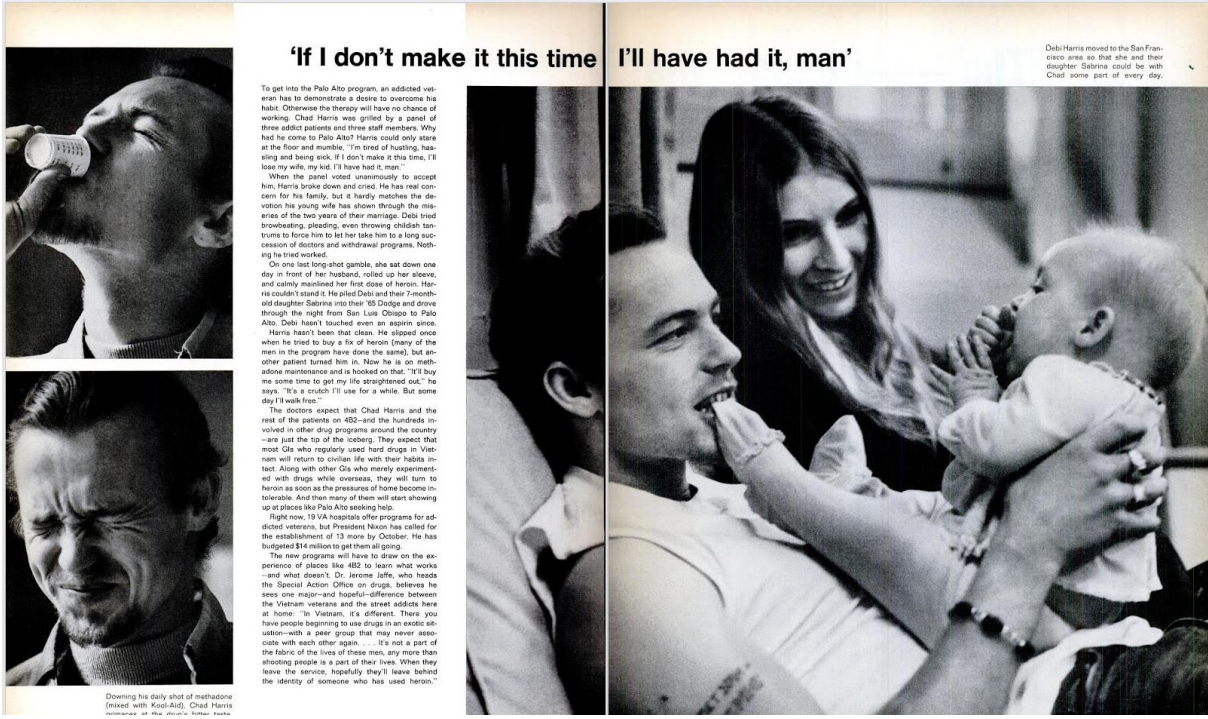 'If I don't make it this time I'll have had it, man'
Debi Harris moved to the San Fran-
cisco area so that she and their
daughter Sabrina could be with
Chad some part of every day.
To get into the Palo Alto program, an addicted vet-
eran has to demonstrate a desire to overcome his
habit. Otherwise the therapy will have no chance of
working. Chad Harris was grilled by a panel of
three addict patients and three staff members. Why
had he come to Palo Alto? Harris could only stare
at the floor and mumble, "I'm tired of hustling, has-
sling and being sick. If I don't make it this time, I'll
lose my wife, my kid. I'll have had it, man."
When the panel voted unanimously to accept
him, Harris broke down and cried. He has real con-
cern for his family, but it hardly matches the de-
votion his young wife has shown through the mis-
eries of the two years of their marriage. Debi tried
browbeating, pleading, even throwing childish tan-
trums to force him to let her take him to a long suc-
cession of doctors and withdrawal programs. Noth-
ing he tried worked.
On one last long-shot gamble, she sat down one
day in front of her husband, rolled up her sleeve,
and calmly mainlined her first dose of heroin. Har-
ris couldn't stand it. He piled Debi and their 7-month-
old daughter Sabrina into their '65 Dodge and drove
through the night from San Luis Obispo to Palo
Alto. Debi hasn't touched even an aspirin since.
Harris hasn't been that clean. He slipped once
when he tried to buy a fix of heroin (many of the
men in the program have done the same), but an-
other patient turned him in. Now he is on meth-
adone maintenance and is hooked on that. "It'll buy
me some time to get my life straightened out," he
says. "It's a crutch I'll use for a while. But some
day I'll walk free."
The doctors expect that Chad Harris and the
rest of the patients on 4B2—and the hundreds in-
volved in other drug programs around the country
—are just the tip of the iceberg. They expect that
most GIs who regularly used hard drugs in Viet-
nam will return to civilian life with their habits in-
tact. Along with other GIs who merely experiment-
ed with drugs while overseas, they will turn to
heroin as soon as the pressures of home become in-
tolerable. And then many of them will start showing
up at places like Palo Alto seeking help.
Right now, 19 VA hospitals offer programs for ad-
dicted veterans, but President Nixon has called for
the establishment of 13 more by October. He has
budgeted $14 million to get them all going.
The new programs will have to draw on the ex-
perience of places like 4B2 to learn what works
—and what doesn't. Dr. Jerome Jaffe, who heads
the Special Action Office on drugs, believes he
sees one major—and hopeful—difference between
the Vietnam veterans and the street addicts here
at home: "In Vietnam, it's different. There you
have people beginning to use drugs in an exotic sit-
uation—with a peer group that may never asso-
ciate with each other again. . . . It's not a part of
the fabric of the lives of these men, any more than
shooting people is a part of their lives. When they
leave the service, hopefully they'll leave behind
the identity of someone who has used heroin."
Downing his daily shot of methadone
(mixed with Kool-Aid), Chad Harris
grimaces at the drug's bitter taste.